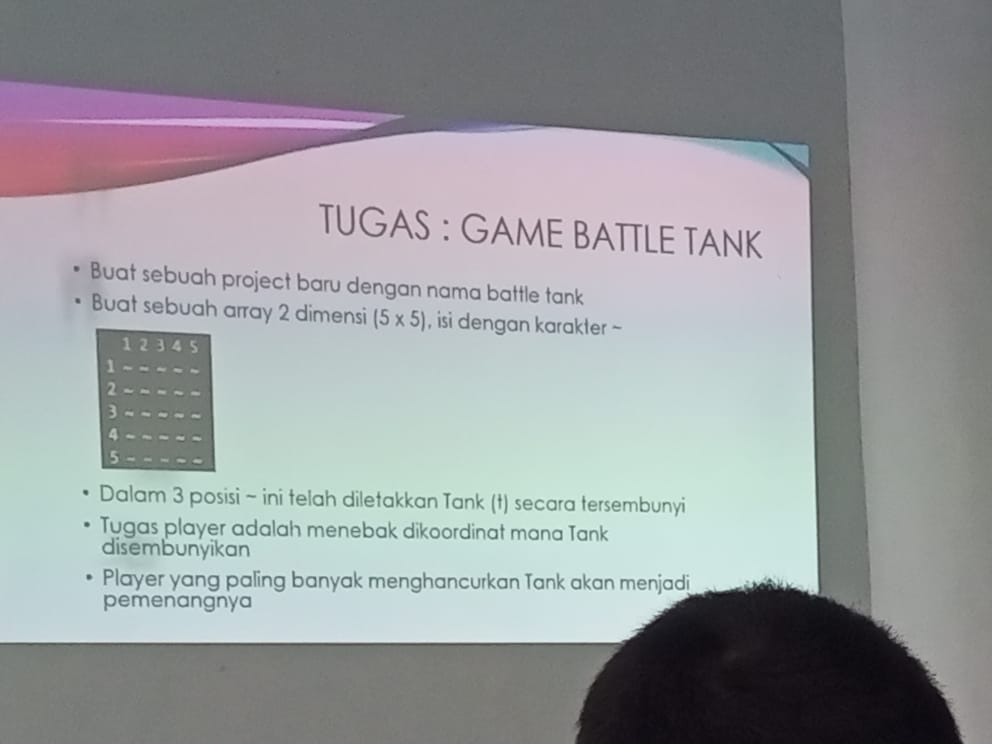 TUGAS : GAME BATTLE TANK
• Buat sebuah project baru dengan nama battle tank
• Buat sebuah array 2 dimensi (5 x 5), isi dengan karakter ~
1 2 3 4 5
1 ~ ~ ~ ~ ~
2 ~ ~ ~ ~ ~
3 ~ ~ ~ ~ ~
4 ~ ~ ~ ~ ~
5 ~ ~ ~ ~ ~
• Dalam 3 posisi ~ ini telah diletakkan Tank (t) secara tersembunyi
• Tugas player adalah menebak dikoordinat mana Tank
disembunyikan
• Player yang paling banyak menghancurkan Tank akan menjadi
pemenangnya